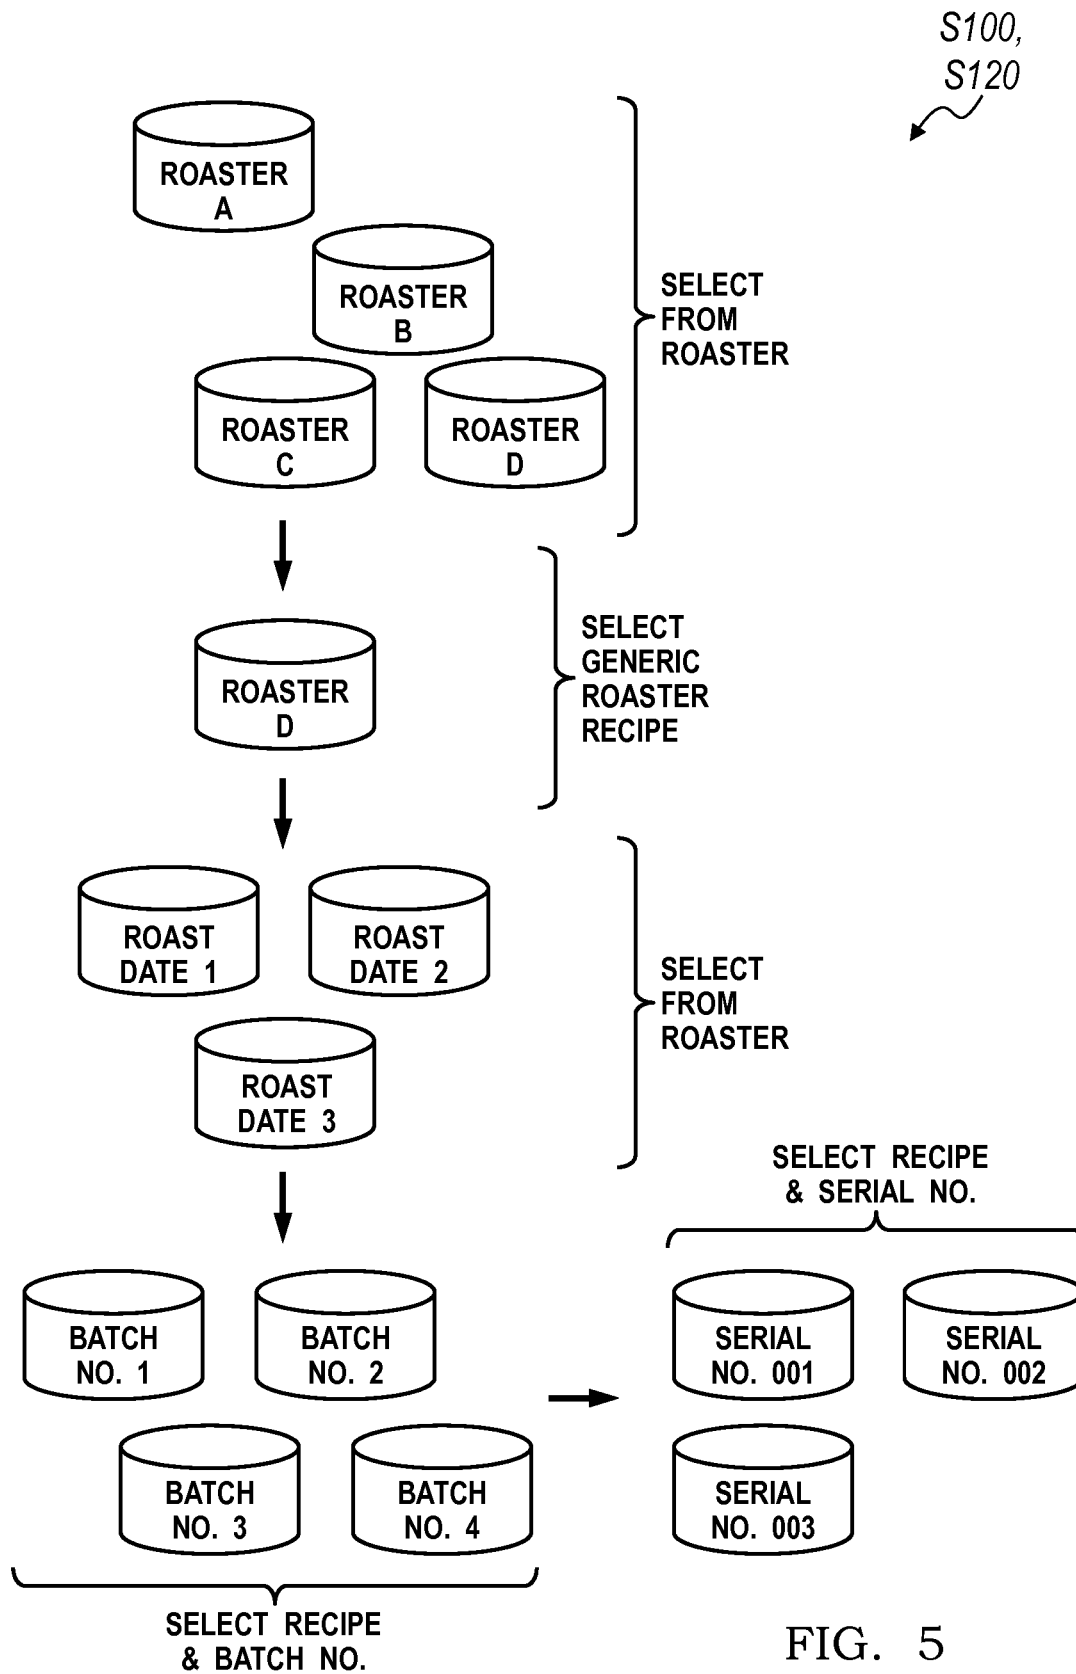 S100,
S120
ROASTER
A
ROASTER
B
ROASTER
C
ROASTER
D
SELECT
FROM
ROASTER
ROASTER
D
SELECT
GENERIC
ROASTER
RECIPE
ROAST
DATE 1
ROAST
DATE 2
ROAST
DATE 3
SELECT
FROM
ROASTER
BATCH
NO. 1
BATCH
NO. 2
BATCH
NO. 3
BATCH
NO. 4
SELECT RECIPE
& BATCH NO.
SELECT RECIPE
& SERIAL NO.
SERIAL
NO. 001
SERIAL
NO. 002
SERIAL
NO. 003
FIG. 5